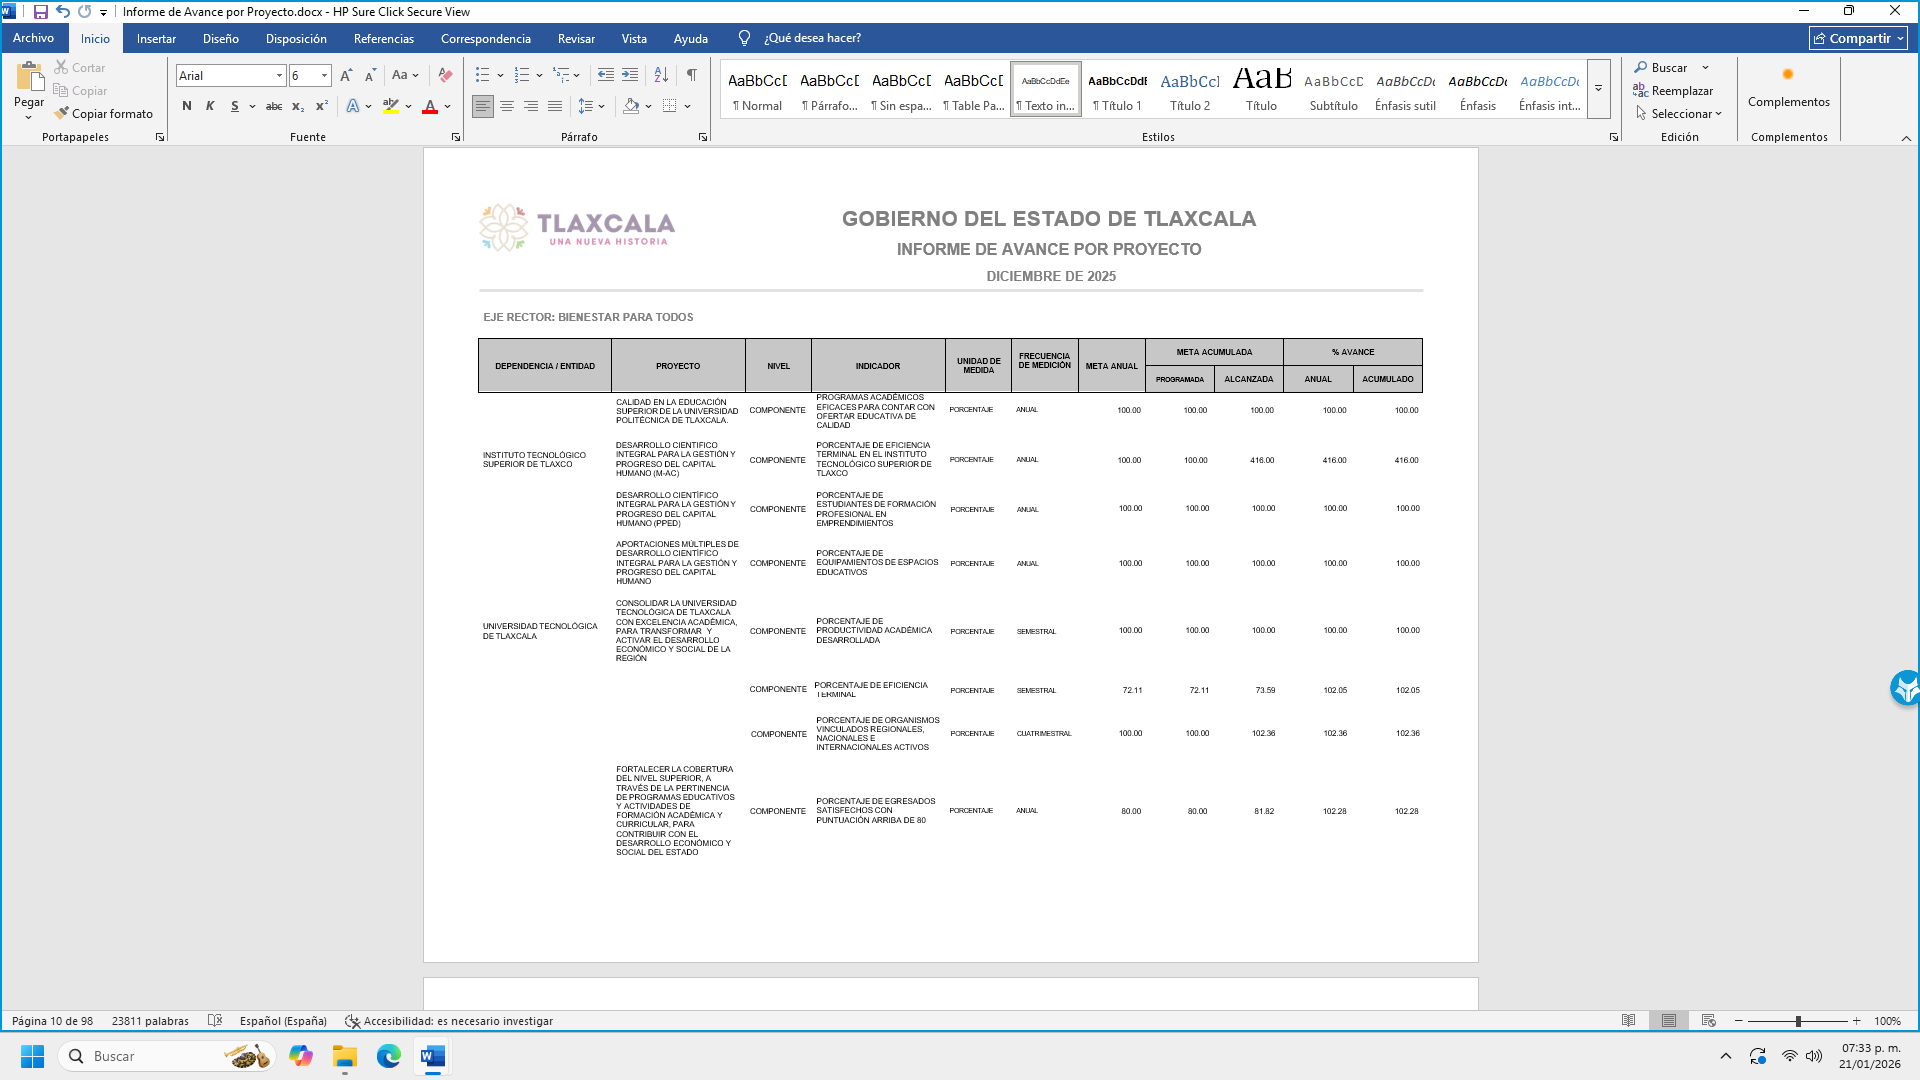 Informe de Avance por Proyecto.docx - HP Sure Click Secure View
Archivo
Inicio
Insertar
Diseño
Disposición
Referencias
Correspondencia
Revisar
Vista
Ayuda
¿Qué desea hacer?
Compartir
Pegar
Cortar
Copiar
Copiar formato
Portapapeles
Arial
6
Fuente
Párrafo
¶ Normal
¶ Párrafo...
¶ Sin espa...
¶ Table Pa...
¶ Texto in...
¶ Título 1
Título 2
Título
Subtítulo
Énfasis sutil
Énfasis
Énfasis int...
Estilos
Buscar
Reemplazar
Seleccionar
Edición
Complementos
Complementos
TLAXCALA
UNA NUEVA HISTORIA
GOBIERNO DEL ESTADO DE TLAXCALA
INFORME DE AVANCE POR PROYECTO
DICIEMBRE DE 2025
EJE RECTOR: BIENESTAR PARA TODOS
DEPENDENCIA / ENTIDAD
PROYECTO
NIVEL
INDICADOR
UNIDAD DE
MEDIDA
FRECUENCIA
DE MEDICIÓN
META ANUAL
META ACUMULADA
% AVANCE
PROGRAMADA
ALCANZADA
ANUAL
ACUMULADO
CALIDAD EN LA EDUCACIÓN
SUPERIOR DE LA UNIVERSIDAD
POLITÉCNICA DE TLAXCALA.
COMPONENTE
PROGRAMAS ACADÉMICOS
EFICACES PARA CONTAR CON
OFERTAR EDUCATIVA DE
CALIDAD
PORCENTAJE ANUAL 100.00 100.00 100.00 100.00 100.00
INSTITUTO TECNOLÓGICO
SUPERIOR DE TLAXCO
DESARROLLO CIENTIFICO
INTEGRAL PARA LA GESTIÓN Y
PROGRESO DEL CAPITAL
HUMANO (M-AC)
COMPONENTE
PORCENTAJE DE EFICIENCIA
TERMINAL EN EL INSTITUTO
TECNOLÓGICO SUPERIOR DE
TLAXCO
PORCENTAJE ANUAL 100.00 100.00 416.00 416.00 416.00
DESARROLLO CIENTÍFICO
INTEGRAL PARA LA GESTIÓN Y
PROGRESO DEL CAPITAL
HUMANO (PPED)
COMPONENTE
PORCENTAJE DE
ESTUDIANTES DE FORMACIÓN
PROFESIONAL EN
EMPRENDIMIENTOS
PORCENTAJE ANUAL 100.00 100.00 100.00 100.00 100.00
APORTACIONES MÚLTIPLES DE
DESARROLLO CIENTÍFICO
INTEGRAL PARA LA GESTIÓN Y
PROGRESO DEL CAPITAL
HUMANO
COMPONENTE
PORCENTAJE DE
EQUIPAMIENTOS DE ESPACIOS
EDUCATIVOS
PORCENTAJE ANUAL 100.00 100.00 100.00 100.00 100.00
UNIVERSIDAD TECNOLÓGICA
DE TLAXCALA
CONSOLIDAR LA UNIVERSIDAD
TECNOLÓGICA DE TLAXCALA
CON EXCELENCIA ACADÉMICA,
PARA TRANSFORMAR Y
ACTIVAR EL DESARROLLO
ECONÓMICO Y SOCIAL DE LA
REGIÓN
COMPONENTE
PORCENTAJE DE
PRODUCTIVIDAD ACADÉMICA
DESARROLLADA
PORCENTAJE SEMESTRAL 100.00 100.00 100.00 100.00 100.00
COMPONENTE
PORCENTAJE DE EFICIENCIA
TERMINAL
PORCENTAJE SEMESTRAL 72.11 72.11 73.59 102.05 102.05
COMPONENTE
PORCENTAJE DE ORGANISMOS
VINCULADOS REGIONALES,
NACIONALES E
INTERNACIONALES ACTIVOS
PORCENTAJE CUATRIMESTRAL 100.00 100.00 102.36 102.36 102.36
FORTALECER LA COBERTURA
DEL NIVEL SUPERIOR, A
TRAVÉS DE LA PERTINENCIA
DE PROGRAMAS EDUCATIVOS
Y ACTIVIDADES DE
FORMACIÓN ACADÉMICA Y
CURRICULAR, PARA
CONTRIBUIR CON EL
DESARROLLO ECONÓMICO Y
SOCIAL DEL ESTADO
COMPONENTE
PORCENTAJE DE EGRESADOS
SATISFECHOS CON
PUNTUACIÓN ARRIBA DE 80
PORCENTAJE ANUAL 80.00 80.00 81.82 102.28 102.28
Página 10 de 98
23811 palabras
Español (España)
Accesibilidad: es necesario investigar
100%
Buscar
07:33 p. m.
21/01/2026